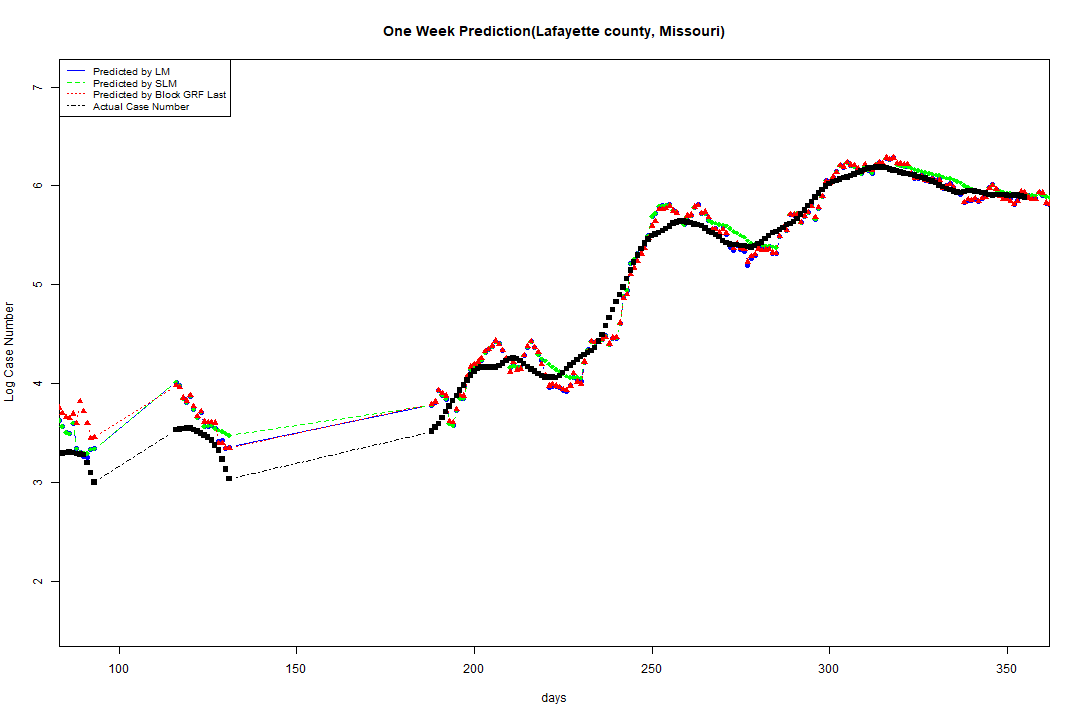 One Week Prediction(Lafayette county, Missouri)
Predicted by LM
Predicted by SLM
Predicted by Block GRF Last
Actual Case Number
7
6
5
4
3
2
Log Case Number
100 150 200 250 300 350
days